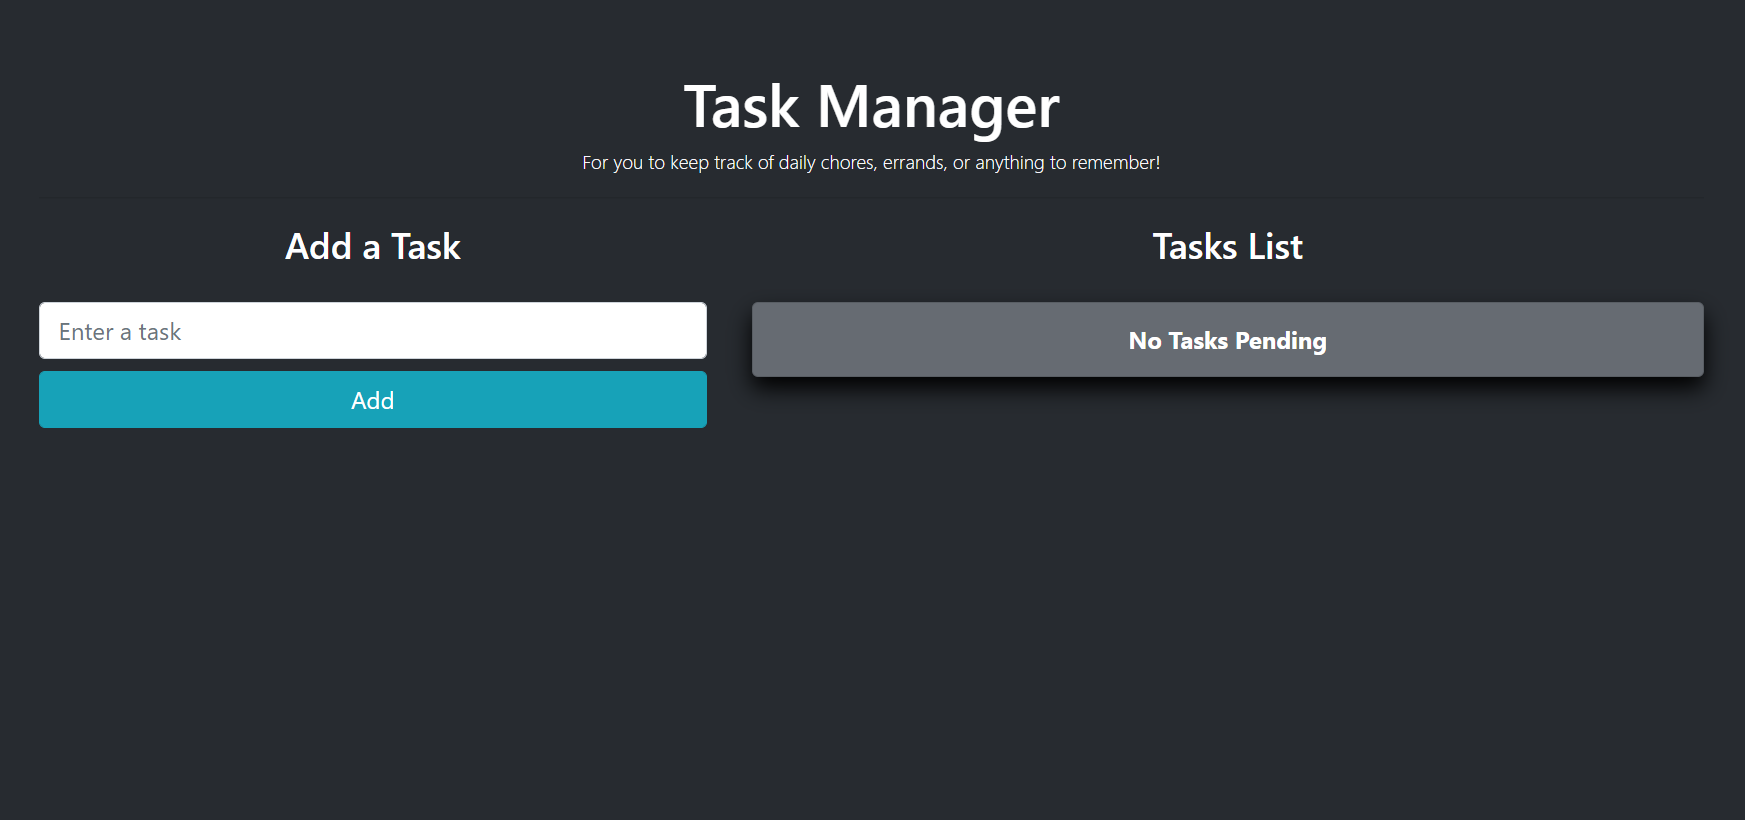 Task Manager
For you to keep track of daily chores, errands, or anything to remember!
Add a Task
Enter a task
Add
Tasks List
No Tasks Pending